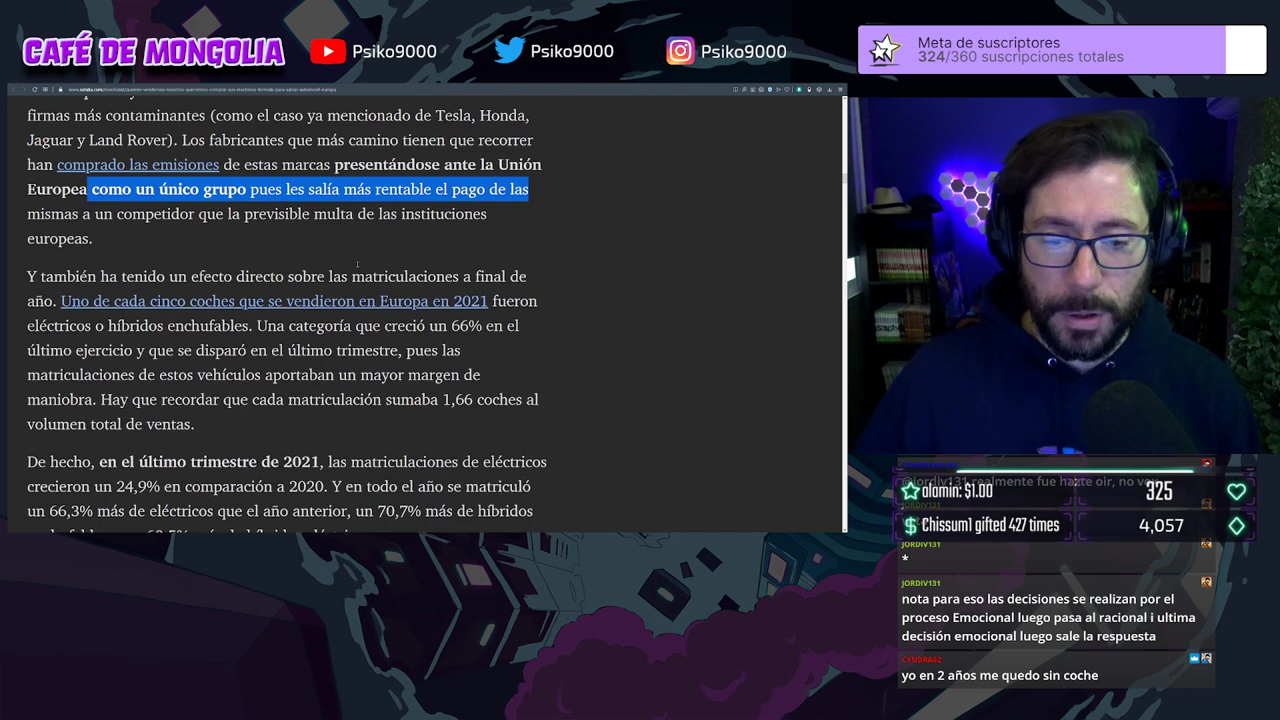 CAFÉ DE MONGOLIA
Psiko9000
Psiko9000
Psiko9000
Meta de suscriptores
324/360 suscripciones totales
firmas más contaminantes (como el caso ya mencionado de Tesla, Honda,
Jaguar y Land Rover). Los fabricantes que más camino tienen que recorrer
han comprado las emisiones de estas marcas presentándose ante la Unión
Europea como un único grupo pues les salía más rentable el pago de las
mismas a un competidor que la previsible multa de las instituciones
europeas.
Y también ha tenido un efecto directo sobre las matriculaciones a final de
año. Uno de cada cinco coches que se vendieron en Europa en 2021 fueron
eléctricos o híbridos enchufables. Una categoría que creció un 66% en el
último ejercicio y que se disparó en el último trimestre, pues las
matriculaciones de estos vehículos aportaban un mayor margen de
maniobra. Hay que recordar que cada matriculación sumaba 1,66 coches al
volumen total de ventas.
De hecho, en el último trimestre de 2021, las matriculaciones de eléctricos
crecieron un 24,9% en comparación a 2020. Y en todo el año se matriculó
un 66,3% más de eléctricos que el año anterior, un 70,7% más de híbridos
@jordiv131 realmente fue hazte oir, no vox
alamin: $1.00
325
JORDIV131
Chissum1 gifted 427 times
4,057
JORDIV131
*
JORDIV131
nota para eso las decisiones se realizan por el
proceso Emocional luego pasa al racional i ultima
decisión emocional luego sale la respuesta
CYNDRA62
yo en 2 años me quedo sin coche